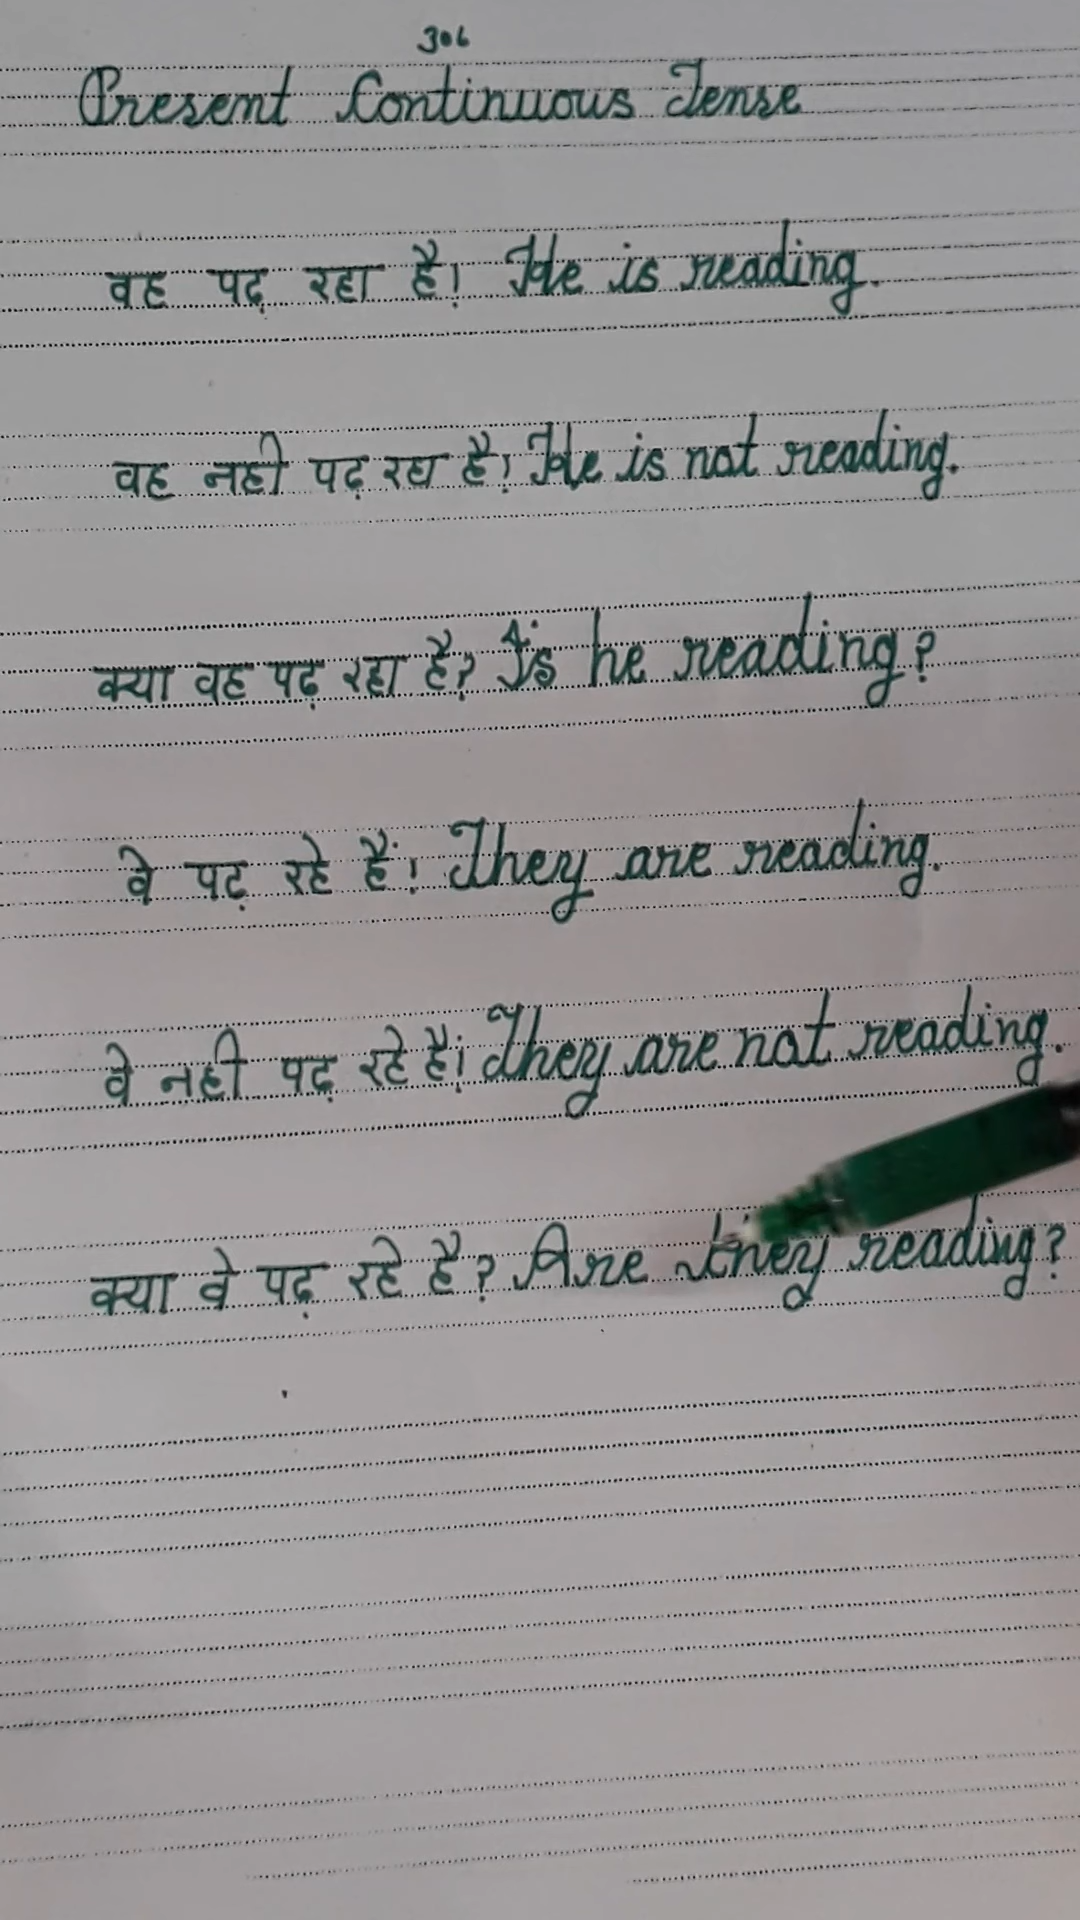 306
Present Continuous Tense
वह पढ़ रहा है। He is reading.
वह नही पढ़ रहा है। He is not reading.
क्या वह पढ़ रहा है? Is he reading?
वे पढ़ रहे हैं। They are reading.
वे नही पढ़ रहे हैं। They are not reading.
क्या वे पढ़ रहे है? Are they reading?